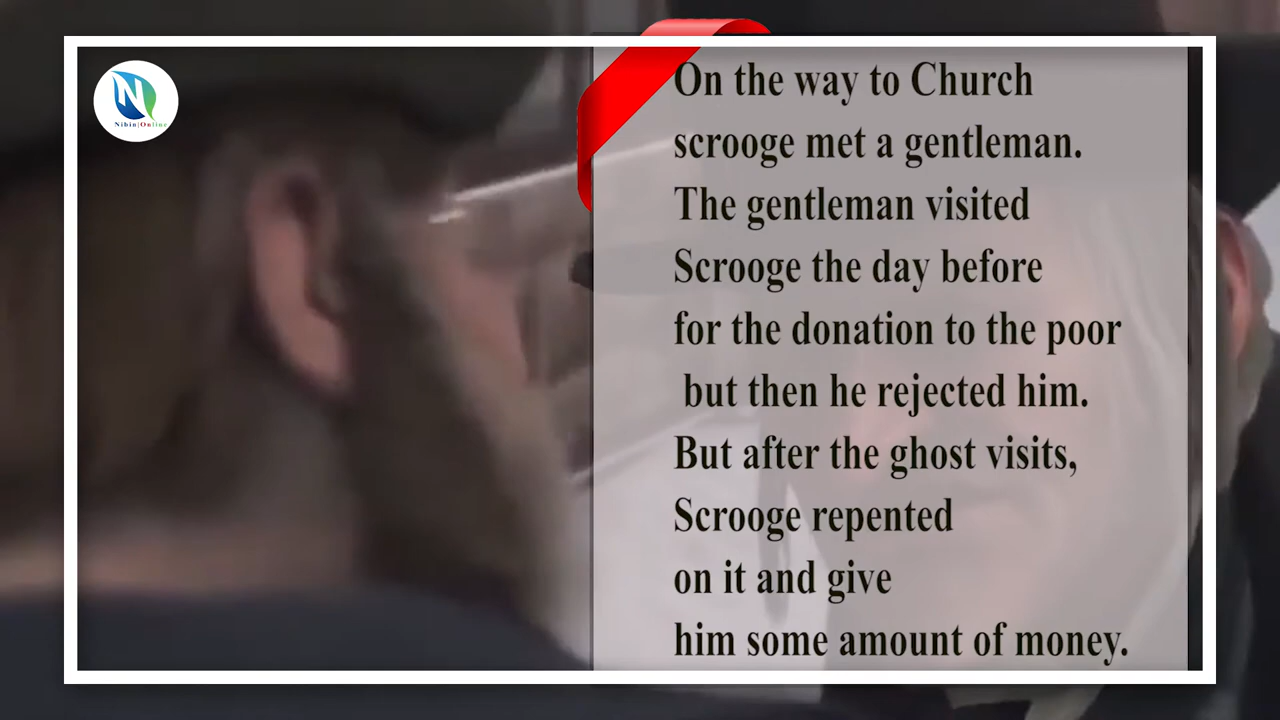 N
Nibin|Online
On the way to Church
scrooge met a gentleman.
The gentleman visited
Scrooge the day before
for the donation to the poor
but then he rejected him.
But after the ghost visits,
Scrooge repented
on it and give
him some amount of money.